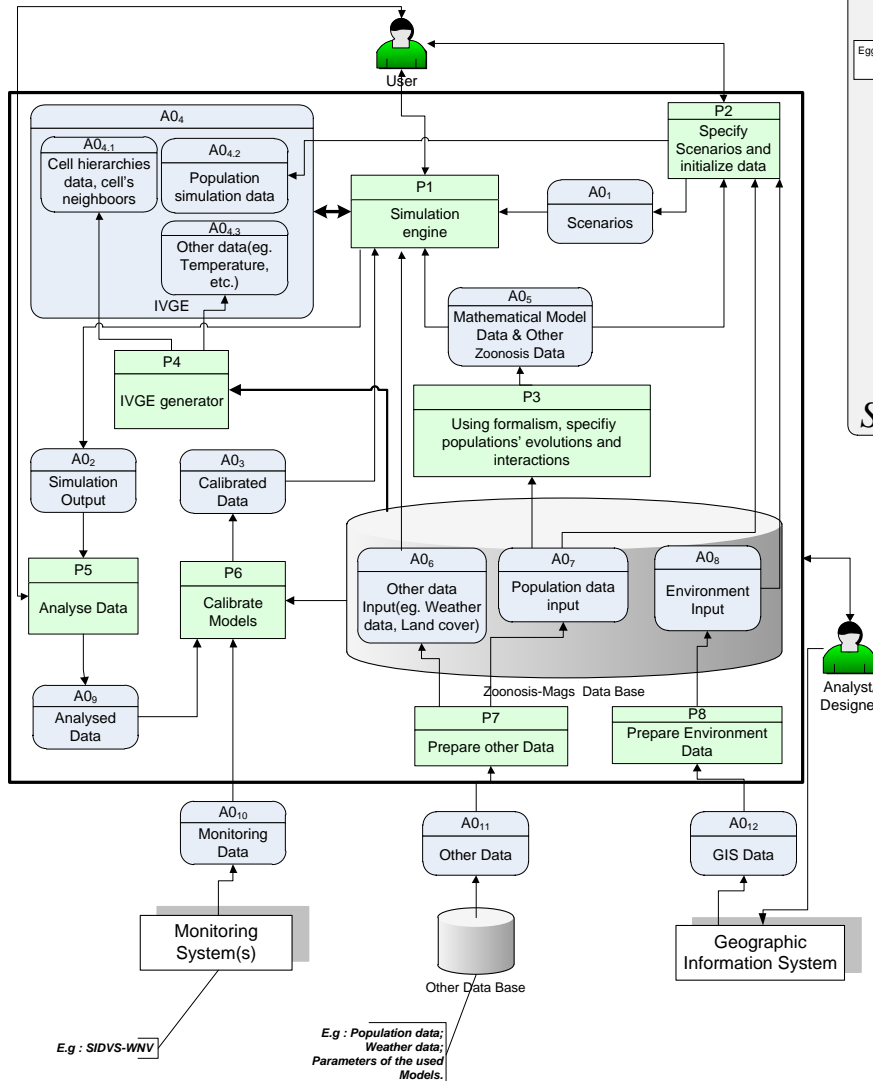 User
A0₄
A0₄.₁
Cell hierarchies
data, cell's
neighboors
A0₄.₂
Population
simulation data
A0₄.₃
Other data(eg.
Temperature,
etc.)
IVGE
P2
Specify
Scenarios and
initialize data
P1
Simulation
engine
A0₁
Scenarios
A0₅
Mathematical Model
Data & Other
Zoonosis Data
P4
IVGE generator
P3
Using formalism, specifiy
populations' evolutions and
interactions
A0₂
Simulation
Output
A0₃
Calibrated
Data
P5
Analyse Data
P6
Calibrate
Models
A0₆
Other data
Input(eg. Weather
data, Land cover)
A0₇
Population data
input
A0₈
Environment
Input
Zoonosis-Mags Data Base
A0₉
Analysed
Data
P7
Prepare other Data
P8
Prepare Environment
Data
Analyst/
Designe
A0₁₀
Monitoring
Data
A0₁₁
Other Data
A0₁₂
GIS Data
Monitoring
System(s)
Other Data Base
Geographic
Information System
E.g : SIDVS-WNV
E.g : Population data;
Weather data;
Parameters of the used
Models.
Egg
S